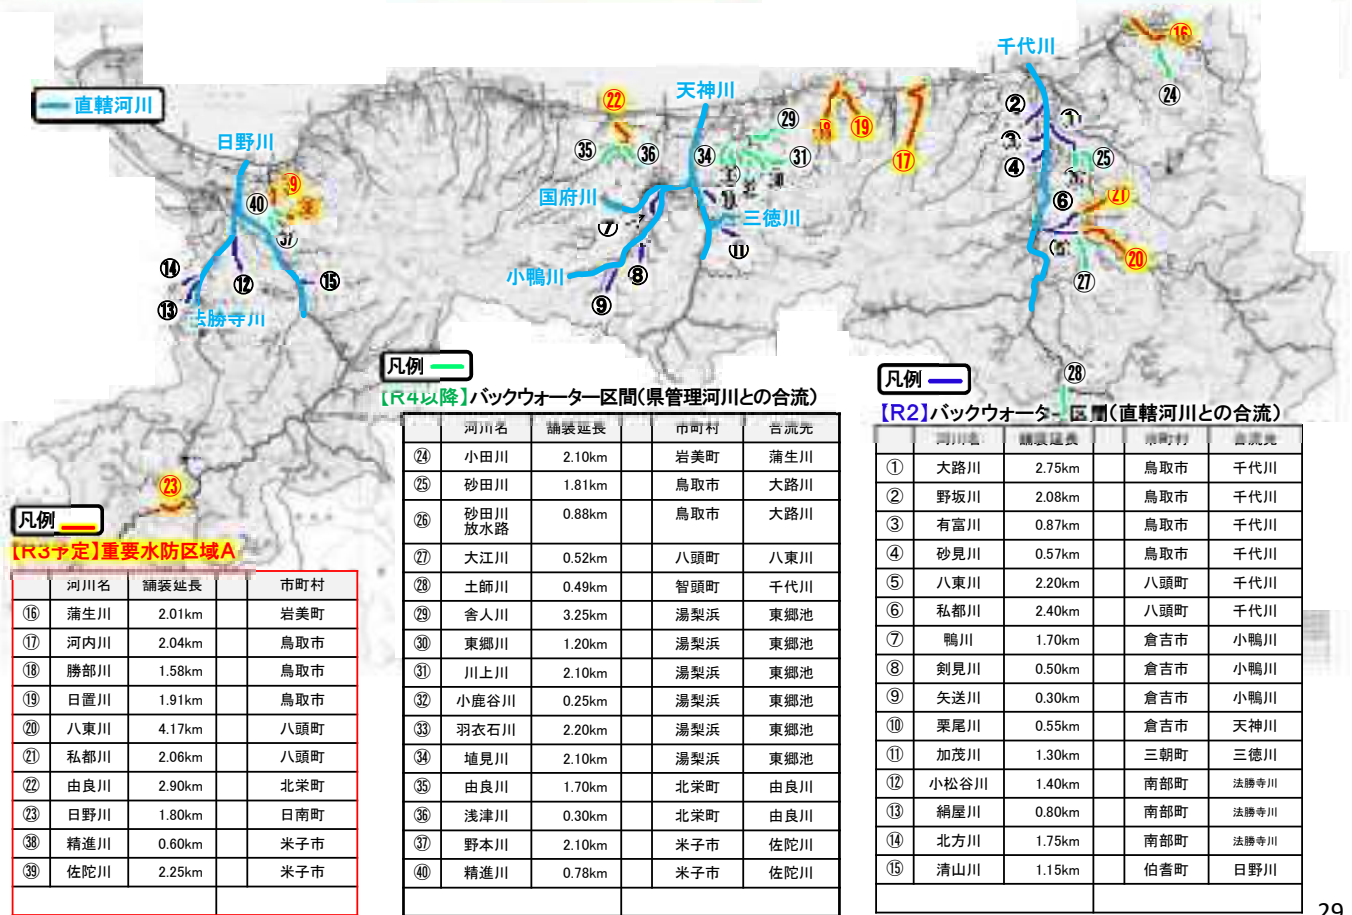 千代川
⑯
㉔
直轄河川
天神川
日野川
㉒
㉙
⑲
②
①
③
④
⑰
㉟
㊱
㉞
㉛
㉕
㊵
国府川
三徳川
⑥
⑦
⑪
小鴨川
⑧
⑨
⑳
㉗
⑭
⑫
⑮
⑬
法勝寺川
㉘
㉓
凡例
【R4以降】バックウォーター区間(県管理河川との合流)
河川名 舗装延長 市町村 合流先
㉔ 小田川 2.10km 岩美町 蒲生川
㉕ 砂田川 1.81km 鳥取市 大路川
㉖ 砂田川放水路 0.88km 鳥取市 大路川
㉗ 大江川 0.52km 八頭町 八東川
㉘ 土師川 0.49km 智頭町 千代川
㉙ 舎人川 3.25km 湯梨浜 東郷池
㉚ 東郷川 1.20km 湯梨浜 東郷池
㉛ 川上川 2.10km 湯梨浜 東郷池
㉜ 小鹿谷川 0.25km 湯梨浜 東郷池
㉝ 羽衣石川 2.20km 湯梨浜 東郷池
㉞ 埴見川 2.10km 湯梨浜 東郷池
㉟ 由良川 1.70km 北栄町 由良川
㊱ 浅津川 0.30km 北栄町 由良川
㊲ 野本川 2.10km 米子市 佐陀川
㊵ 精進川 0.78km 米子市 佐陀川
凡例
【R2】バックウォーター区間(直轄河川との合流)
河川名 舗装延長 市町村 合流先
① 大路川 2.75km 鳥取市 千代川
② 野坂川 2.08km 鳥取市 千代川
③ 有富川 0.87km 鳥取市 千代川
④ 砂見川 0.57km 鳥取市 千代川
⑤ 八東川 2.20km 八頭町 千代川
⑥ 私都川 2.40km 八頭町 千代川
⑦ 鴨川 1.70km 倉吉市 小鴨川
⑧ 剣見川 0.50km 倉吉市 小鴨川
⑨ 矢送川 0.30km 倉吉市 小鴨川
⑩ 栗尾川 0.55km 倉吉市 天神川
⑪ 加茂川 1.30km 三朝町 三徳川
⑫ 小松谷川 1.40km 南部町 法勝寺川
⑬ 絹屋川 0.80km 南部町 法勝寺川
⑭ 北方川 1.75km 南部町 法勝寺川
⑮ 清山川 1.15km 伯耆町 日野川
凡例
【R3予定】重要水防区域A
河川名 舗装延長 市町村
⑯ 蒲生川 2.01km 岩美町
⑰ 河内川 2.04km 鳥取市
⑱ 勝部川 1.58km 鳥取市
⑲ 日置川 1.91km 鳥取市
⑳ 八東川 4.17km 八頭町
㉑ 私都川 2.06km 八頭町
㉒ 由良川 2.90km 北栄町
㉓ 日野川 1.80km 日南町
㊳ 精進川 0.60km 米子市
㊴ 佐陀川 2.25km 米子市
29